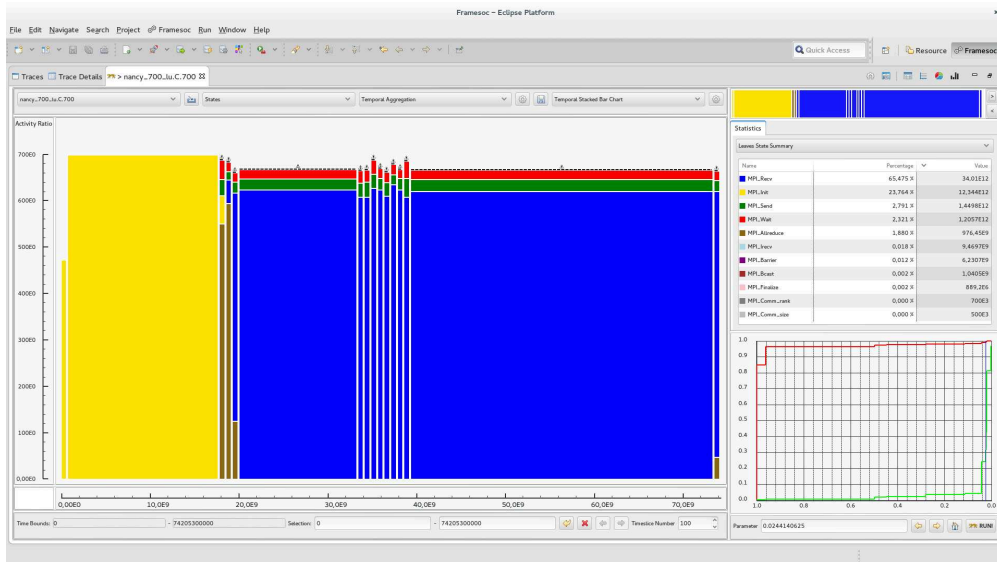 Framesoc – Eclipse Platform
File Edit Navigate Search Project Framesoc Run Window Help
Quick Access
Resource
Framesoc
Traces Trace Details > nancy_700_lu.C.700
nancy_700_lu.C.700
States
Temporal Aggregation
Temporal Stacked Bar Chart
Activity Ratio
700E0
600E0
500E0
400E0
300E0
200E0
100E0
0,00E0
0,00E0 10,0E9 20,0E9 30,0E9 40,0E9 50,0E9 60,0E9 70,0E9
Time Bounds: 0 - 74205300000 Selection: 0 - 74205300000 Timeslice Number 100
Statistics
Leaves State Summary
Name Percentage Value
MPI_Recv 65,475 % 34,01E12
MPI_Init 23,764 % 12,344E12
MPI_Send 2,791 % 1,4498E12
MPI_Wait 2,321 % 1,2057E12
MPI_Allreduce 1,880 % 976,45E9
MPI_Irecv 0,018 % 9,4697E9
MPI_Barrier 0,012 % 6,2307E9
MPI_Bcast 0,002 % 1,0405E9
MPI_Finalize 0,002 % 889,2E6
MPI_Comm_rank 0,000 % 700E3
MPI_Comm_size 0,000 % 500E3
1.0
0.9
0.8
0.7
0.6
0.5
0.4
0.3
0.2
0.1
0.0
1.0 0.8 0.6 0.4 0.2 0.0
Parameter 0.0244140625 RUN!